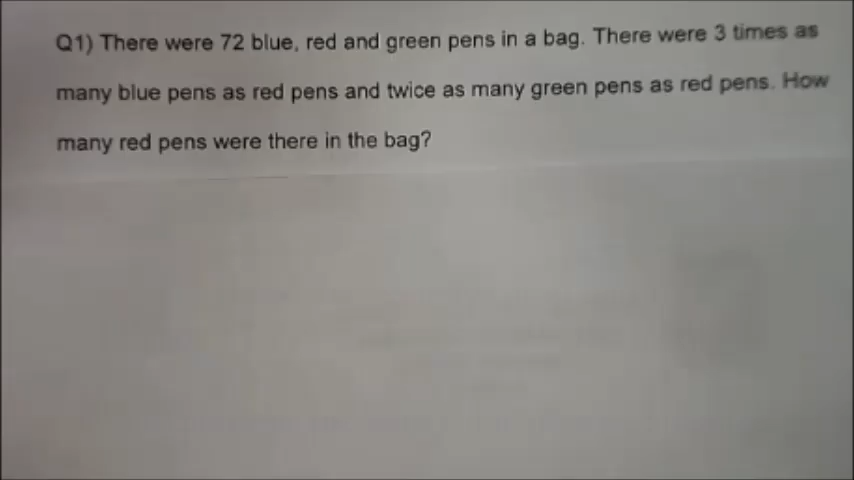 Q1) There were 72 blue, red and green pens in a bag. There were 3 times as
many blue pens as red pens and twice as many green pens as red pens. How
many red pens were there in the bag?